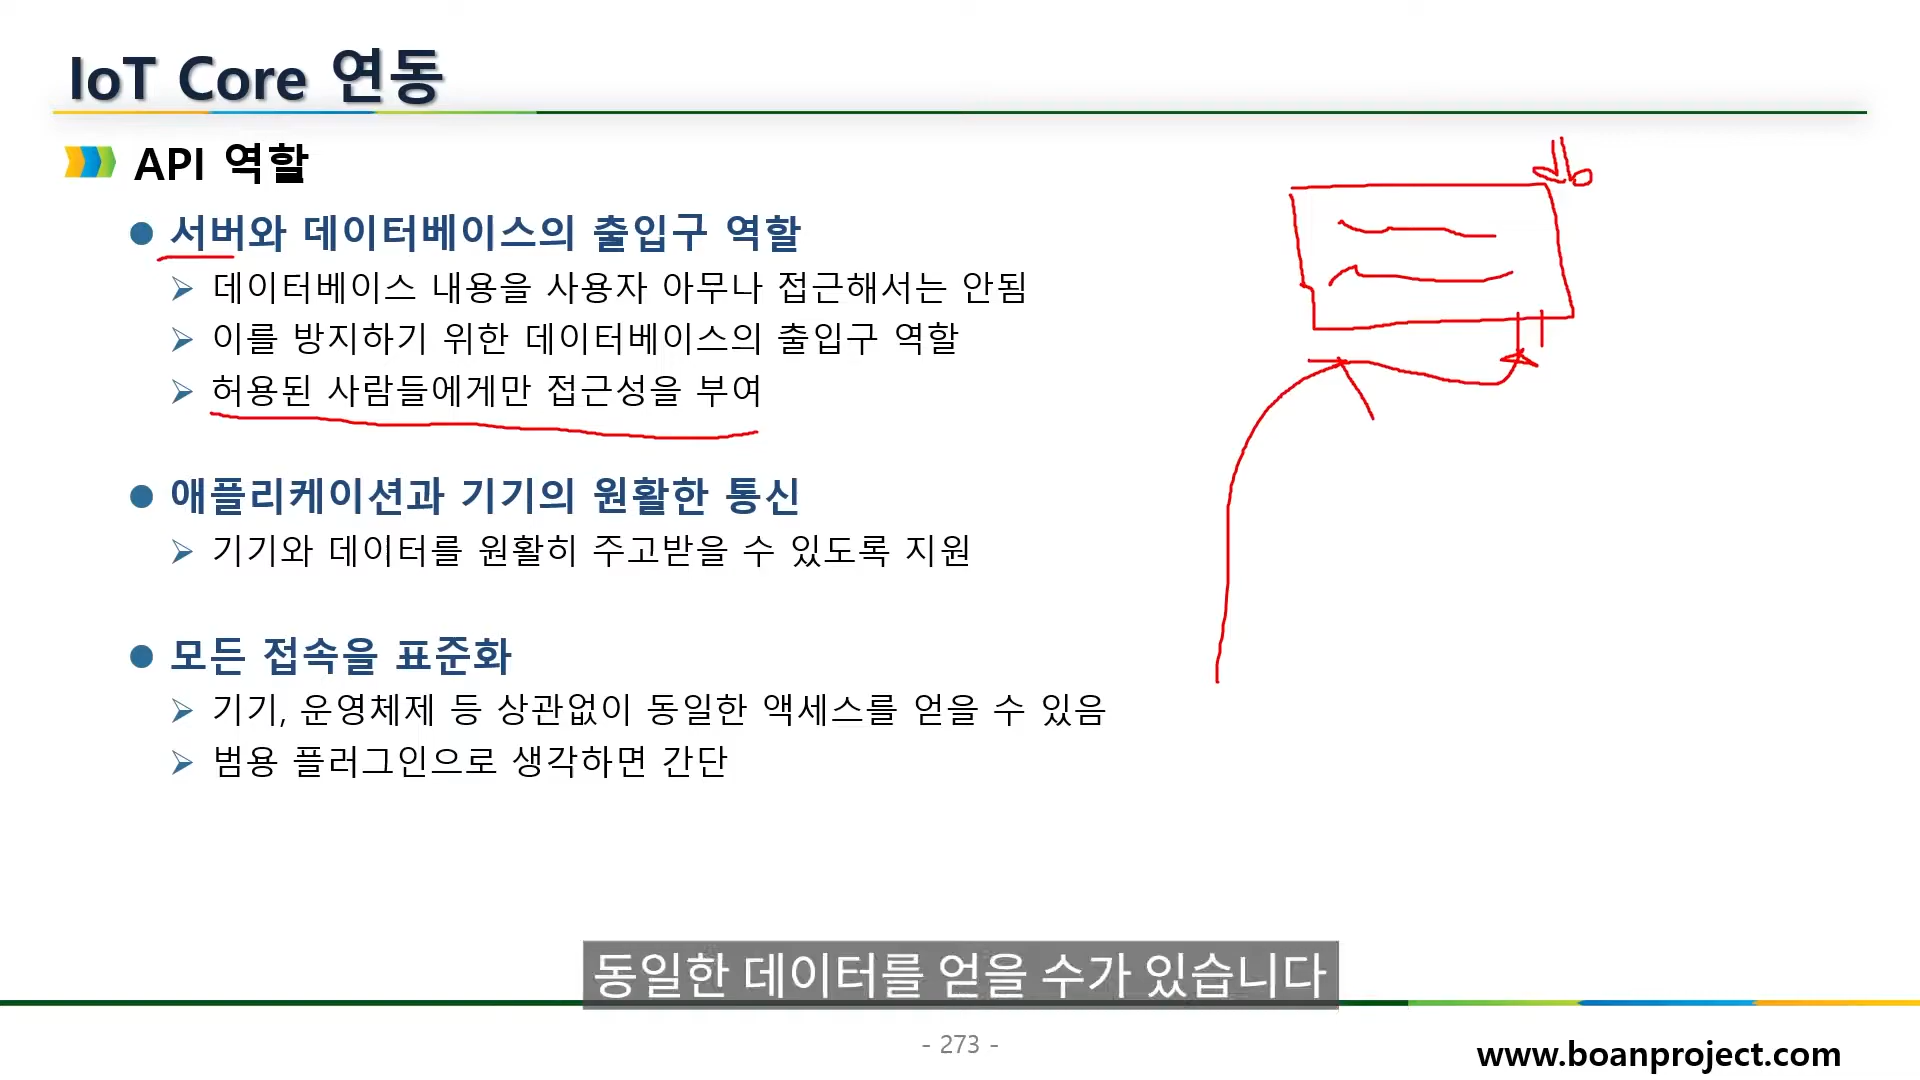 IoT Core 연동
API 역할
서버와 데이터베이스의 출입구 역할
데이터베이스 내용을 사용자 아무나 접근해서는 안됨
이를 방지하기 위한 데이터베이스의 출입구 역할
허용된 사람들에게만 접근성을 부여
애플리케이션과 기기의 원활한 통신
기기와 데이터를 원활히 주고받을 수 있도록 지원
모든 접속을 표준화
기기, 운영체제 등 상관없이 동일한 액세스를 얻을 수 있음
범용 플러그인으로 생각하면 간단
동일한 데이터를 얻을 수가 있습니다
- 273 -
www.boanproject.com